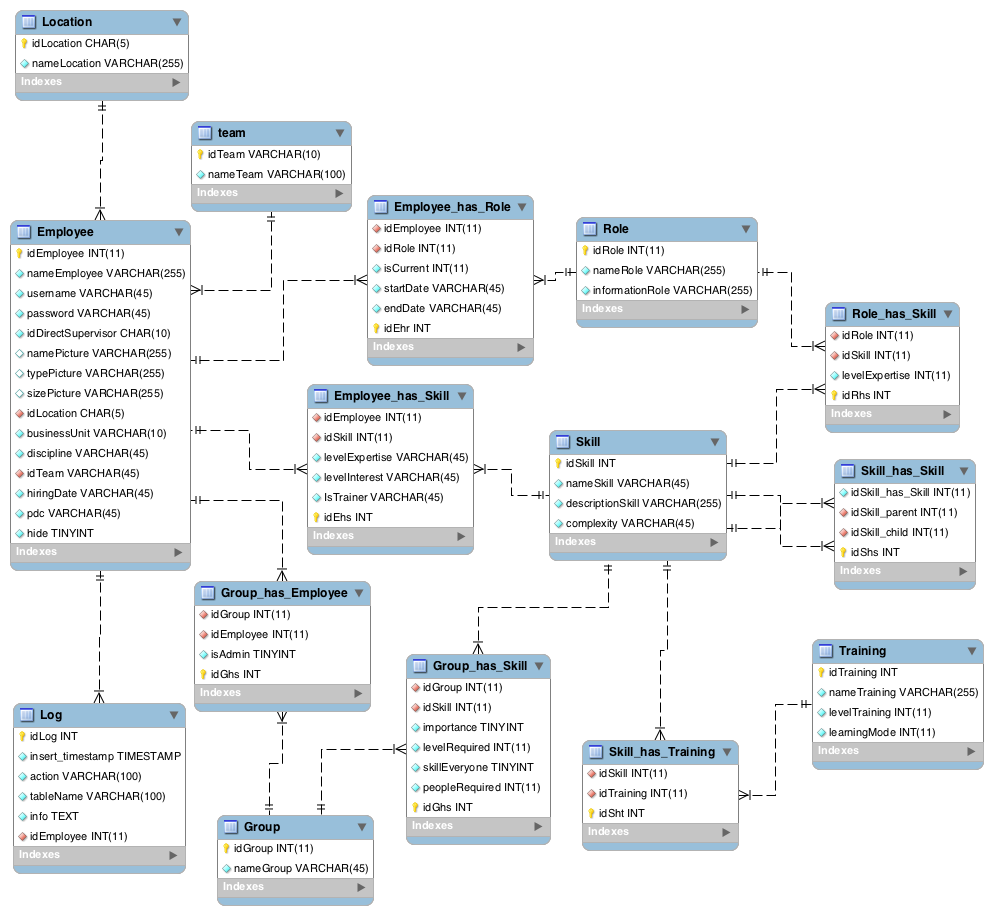 Location
idLocation CHAR(5)
nameLocation VARCHAR(255)
Indexes
team
idTeam VARCHAR(10)
nameTeam VARCHAR(100)
Indexes
Employee
idEmployee INT(11)
nameEmployee VARCHAR(255)
username VARCHAR(45)
password VARCHAR(45)
idDirectSupervisor CHAR(10)
namePicture VARCHAR(255)
typePicture VARCHAR(255)
sizePicture VARCHAR(255)
idLocation CHAR(5)
businessUnit VARCHAR(10)
discipline VARCHAR(45)
idTeam VARCHAR(45)
hiringDate VARCHAR(45)
pdc VARCHAR(45)
hide TINYINT
Indexes
Employee_has_Role
idEmployee INT(11)
idRole INT(11)
isCurrent INT(11)
startDate VARCHAR(45)
endDate VARCHAR(45)
idEhr INT
Indexes
Role
idRole INT(11)
nameRole VARCHAR(255)
informationRole VARCHAR(255)
Indexes
Role_has_Skill
idRole INT(11)
idSkill INT(11)
levelExpertise INT(11)
idRhs INT
Indexes
Employee_has_Skill
idEmployee INT(11)
idSkill INT(11)
levelExpertise VARCHAR(45)
levelInterest VARCHAR(45)
IsTrainer VARCHAR(45)
idEhs INT
Indexes
Skill
idSkill INT
nameSkill VARCHAR(45)
descriptionSkill VARCHAR(255)
complexity VARCHAR(45)
Indexes
Skill_has_Skill
idSkill_has_Skill INT(11)
idSkill_parent INT(11)
idSkill_child INT(11)
idShs INT
Indexes
Group_has_Employee
idGroup INT(11)
idEmployee INT(11)
isAdmin TINYINT
idGhs INT
Indexes
Group_has_Skill
idGroup INT(11)
idSkill INT(11)
importance TINYINT
levelRequired INT(11)
skillEveryone TINYINT
peopleRequired INT(11)
idGhs INT
Indexes
Training
idTraining INT
nameTraining VARCHAR(255)
levelTraining INT(11)
learningMode INT(11)
Indexes
Log
idLog INT
insert_timestamp TIMESTAMP
action VARCHAR(100)
tableName VARCHAR(100)
info TEXT
idEmployee INT(11)
Indexes
Skill_has_Training
idSkill INT(11)
idTraining INT(11)
idSht INT
Indexes
Group
idGroup INT(11)
nameGroup VARCHAR(45)
Indexes